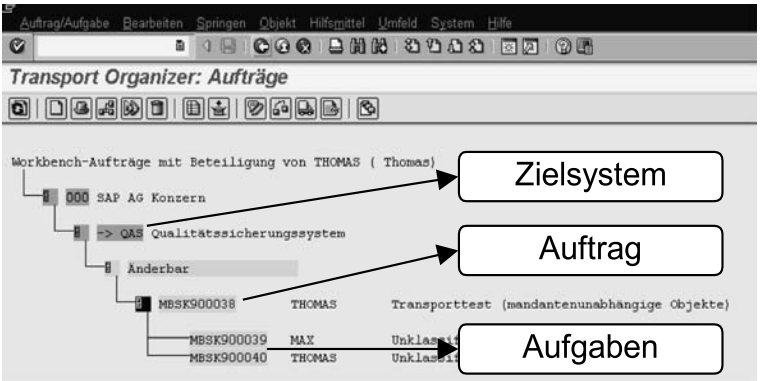 Auftrag/Aufgabe Bearbeiten Springen Objekt Hilfsmittel Umfeld System Hilfe
Transport Organizer: Aufträge
Workbench-Aufträge mit Beteiligung von THOMAS ( Thomas)
Zielsystem
000 SAP AG Konzern
-> QAS Qualitätssicherungssystem
Auftrag
Änderbar
MBSK900038 THOMAS Transporttest (mandantenunabhängige Objekte)
MBSK900039 MAX Unklassif
Aufgaben
MBSK900040 THOMAS Unklassif